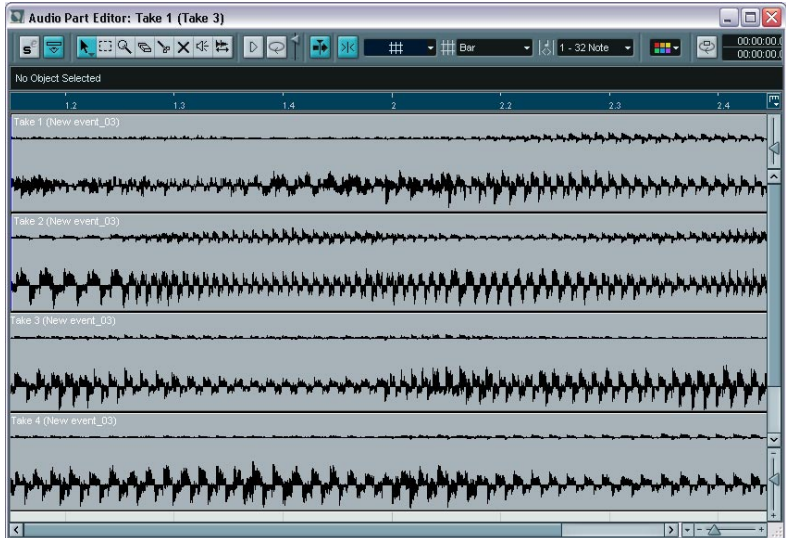 Audio Part Editor: Take 1 (Take 3)
S Bar 1 - 32 Note 00:00:00.0
00:00:00.0
No Object Selected
1.2 1.3 1.4 2 2.2 2.3 2.4
Take 1 (New event_03)
Take 2 (New event_03)
Take 3 (New event_03)
Take 4 (New event_03)